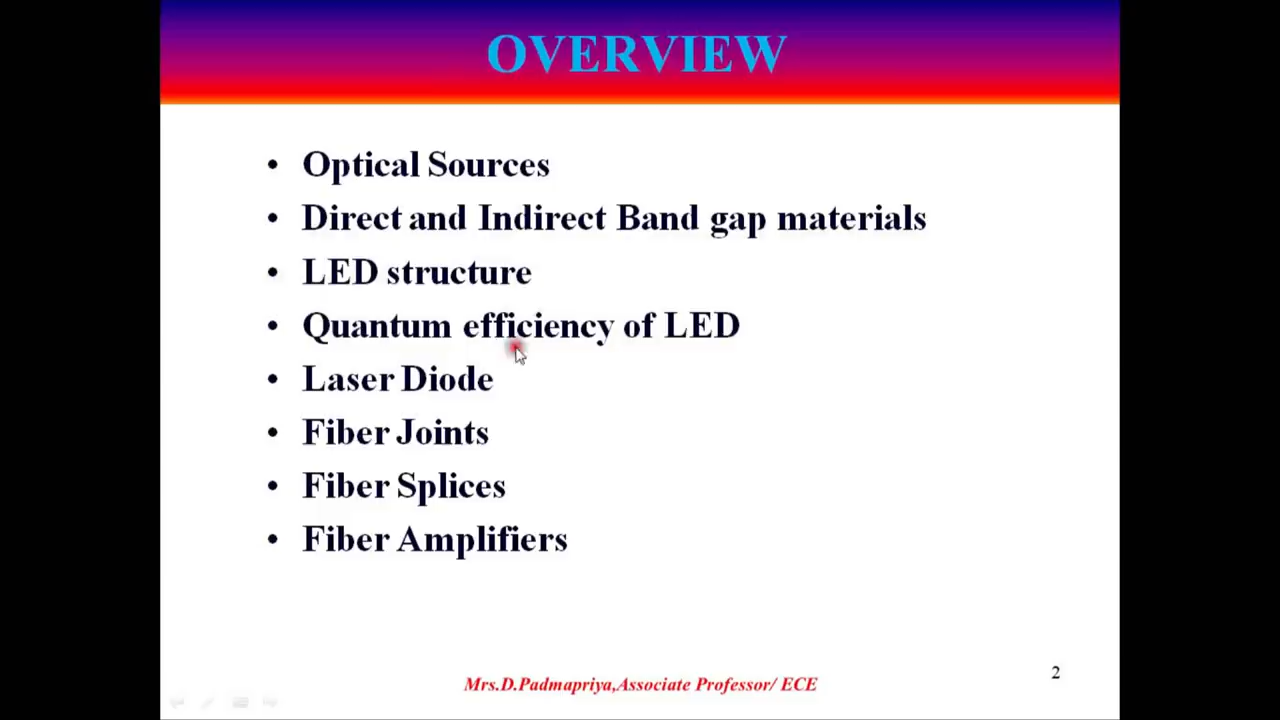 OVERVIEW
• Optical Sources
• Direct and Indirect Band gap materials
• LED structure
• Quantum efficiency of LED
• Laser Diode
• Fiber Joints
• Fiber Splices
• Fiber Amplifiers
Mrs.D.Padmapriya,Associate Professor/ ECE
2